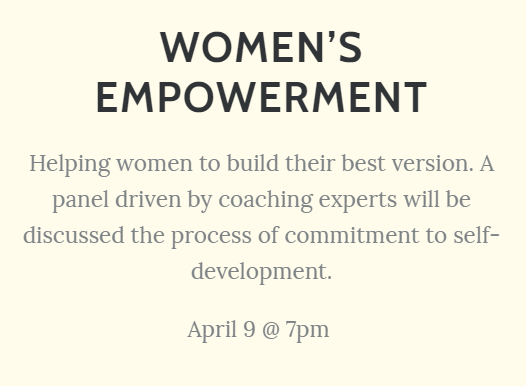 WOMEN’S
EMPOWERMENT
Helping women to build their best version. A
panel driven by coaching experts will be
discussed the process of commitment to self-
development.
April 9 @ 7pm